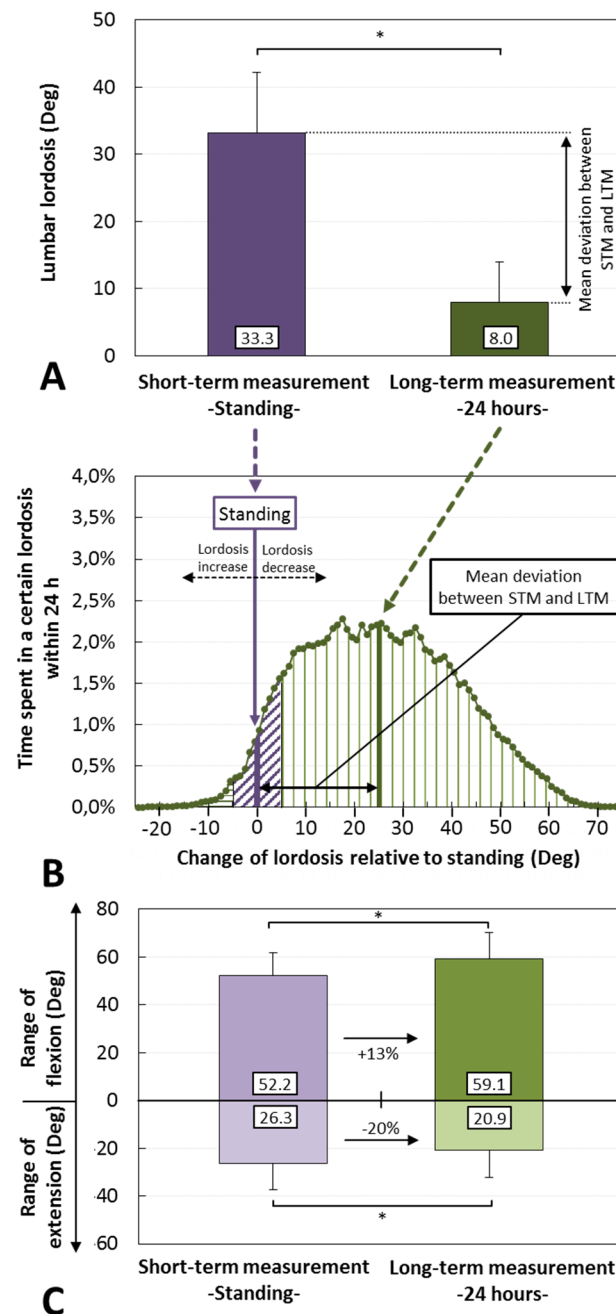 50
40
30
20
10
0
Lumbar lordosis (Deg)
*
Mean deviation between
STM and LTM
33.3
8.0
A
Short-term measurement
-Standing-
Long-term measurement
-24 hours-
4,0%
3,5%
3,0%
2,5%
2,0%
1,5%
1,0%
0,5%
0,0%
Time spent in a certain lordosis
within 24 h
Standing
Lordosis
increase
Lordosis
decrease
Mean deviation
between STM and LTM
-20 -10 0 10 20 30 40 50 60 70
Change of lordosis relative to standing (Deg)
B
80
60
40
20
0
-20
-40
-60
Range of
flexion (Deg)
Range of
extension (Deg)
*
+13%
52.2
59.1
26.3
20.9
-20%
*
Short-term measurement
-Standing-
Long-term measurement
-24 hours-
C